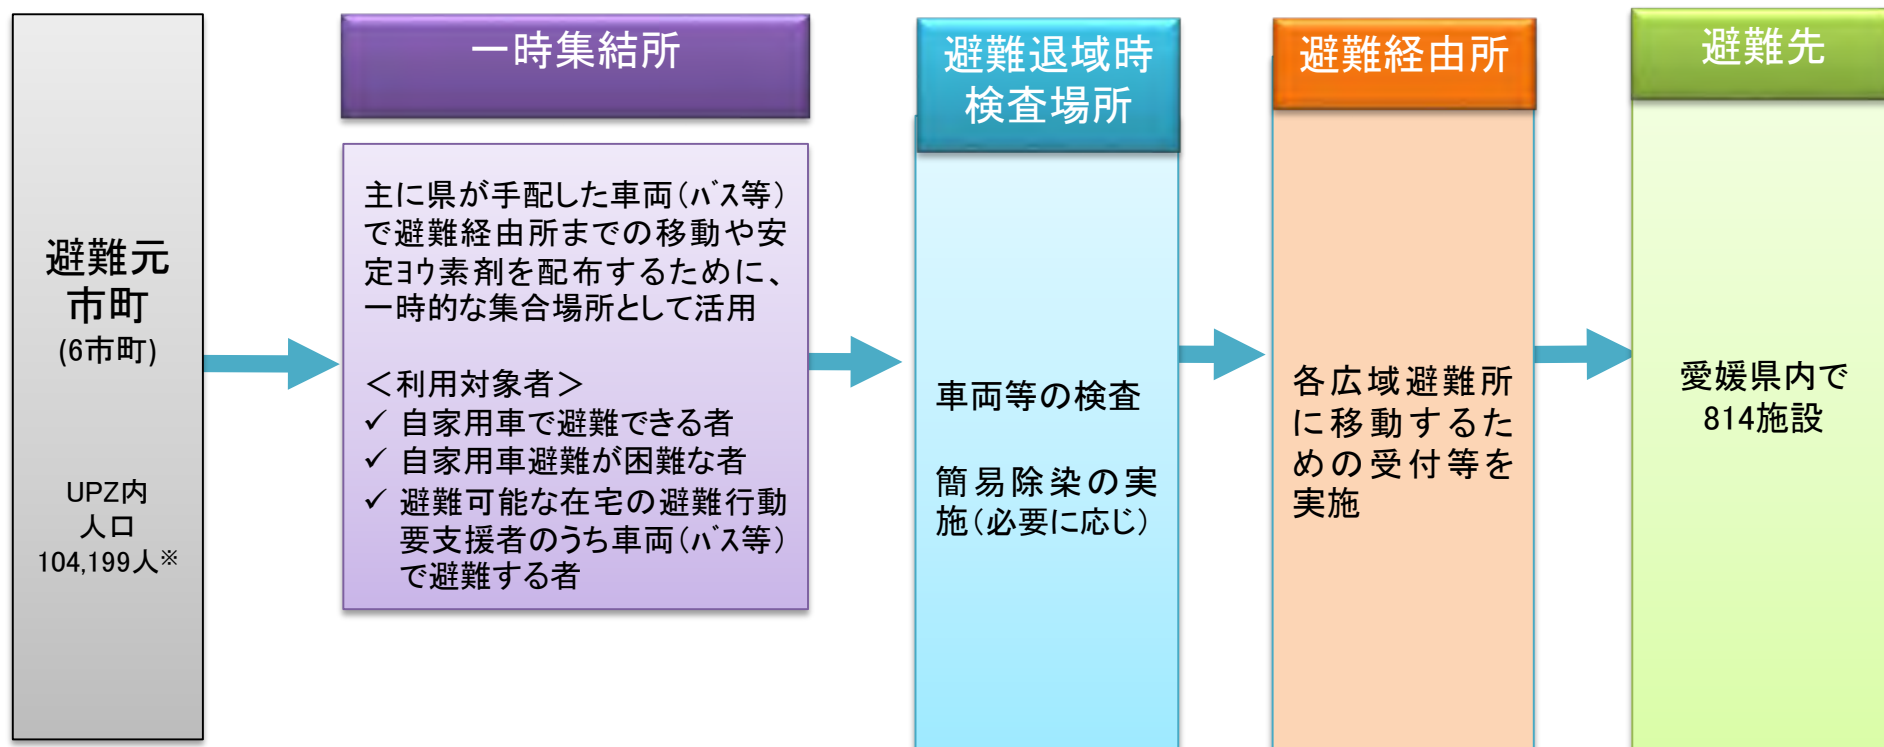 避難元
市町
(6市町)
UPZ内
人口
104,199人※
一時集結所
主に県が手配した車両(バス等)
で避難経由所までの移動や安
定ヨウ素剤を配布するために、
一時的な集合場所として活用
＜利用対象者＞
✓ 自家用車で避難できる者
✓ 自家用車避難が困難な者
✓ 避難可能な在宅の避難行動
要支援者のうち車両(バス等)
で避難する者
避難退域時
検査場所
車両等の検査
簡易除染の実
施(必要に応じ)
避難経由所
各広域避難所
に移動するた
めの受付等を
実施
避難先
愛媛県内で
814施設